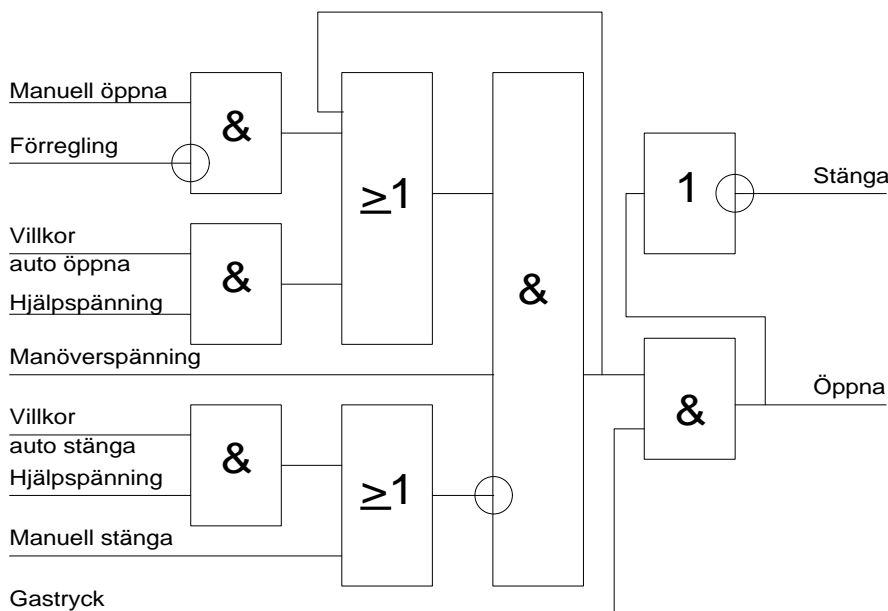 Manuell öppna
&
Förregling
≥1
1
Stänga
Villkor
auto öppna
&
Hjälpspänning
&
Manöverspänning
Öppna
Villkor
auto stänga
&
&
Hjälpspänning
≥1
Manuell stänga
Gastryck